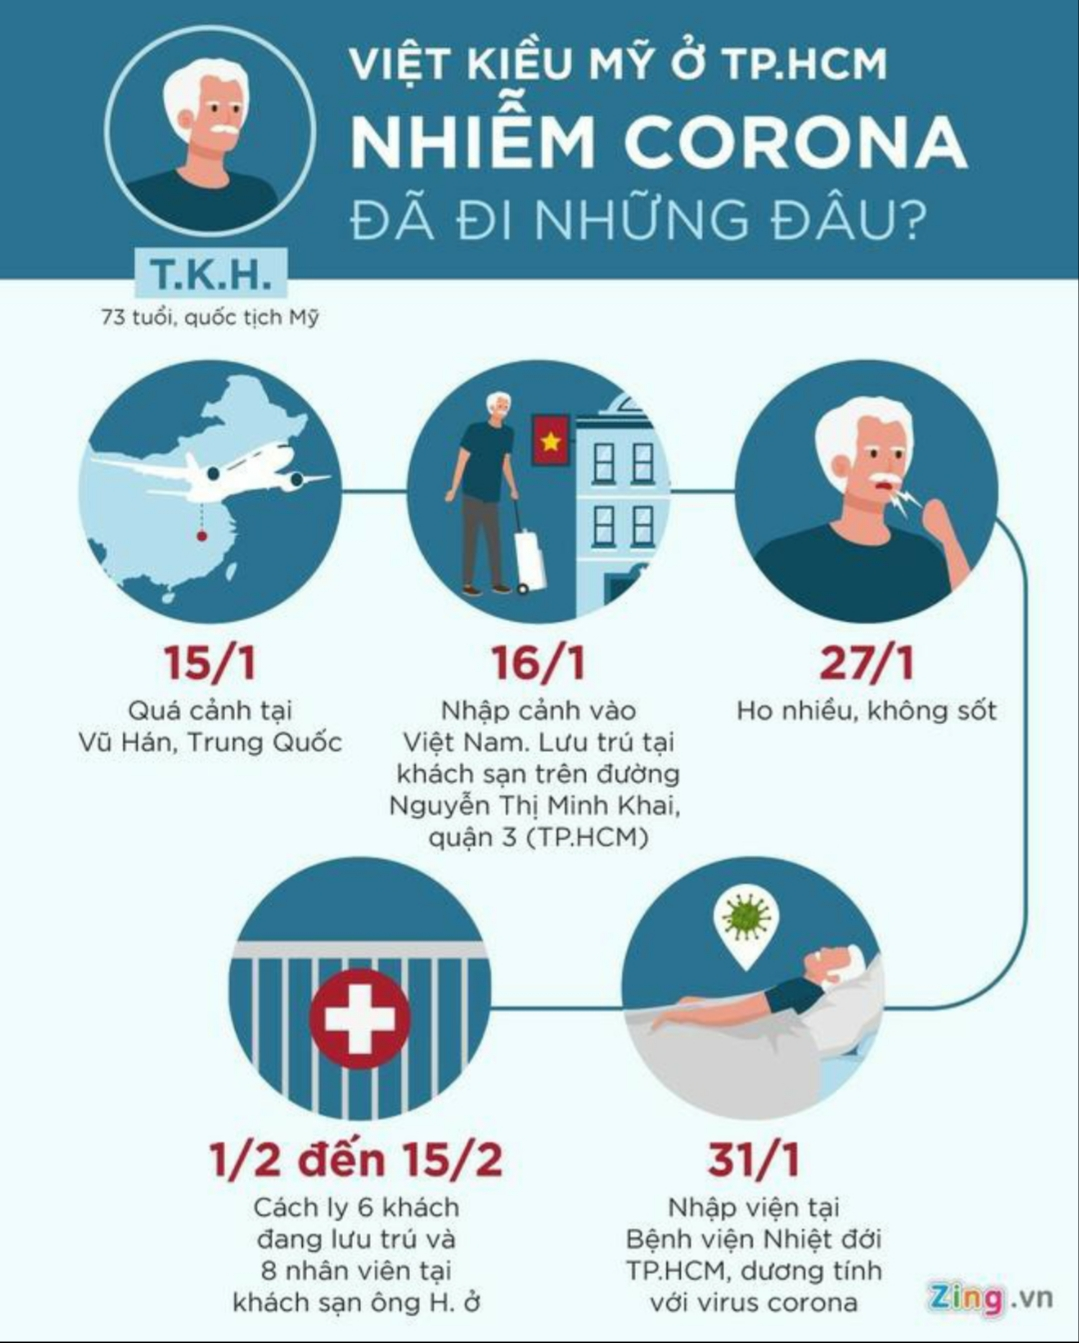 VIỆT KIỀU MỸ Ở TP.HCM
NHIỄM CORONA
ĐÃ ĐI NHỮNG ĐÂU?
T.K.H.
73 tuổi, quốc tịch Mỹ
15/1
Quá cảnh tại
Vũ Hán, Trung Quốc
16/1
Nhập cảnh vào
Việt Nam. Lưu trú tại
khách sạn trên đường
Nguyễn Thị Minh Khai,
quận 3 (TP.HCM)
27/1
Ho nhiều, không sốt
31/1
Nhập viện tại
Bệnh viện Nhiệt đới
TP.HCM, dương tính
với virus corona
1/2 đến 15/2
Cách ly 6 khách
đang lưu trú và
8 nhân viên tại
khách sạn ông H. ở
Zing.vn